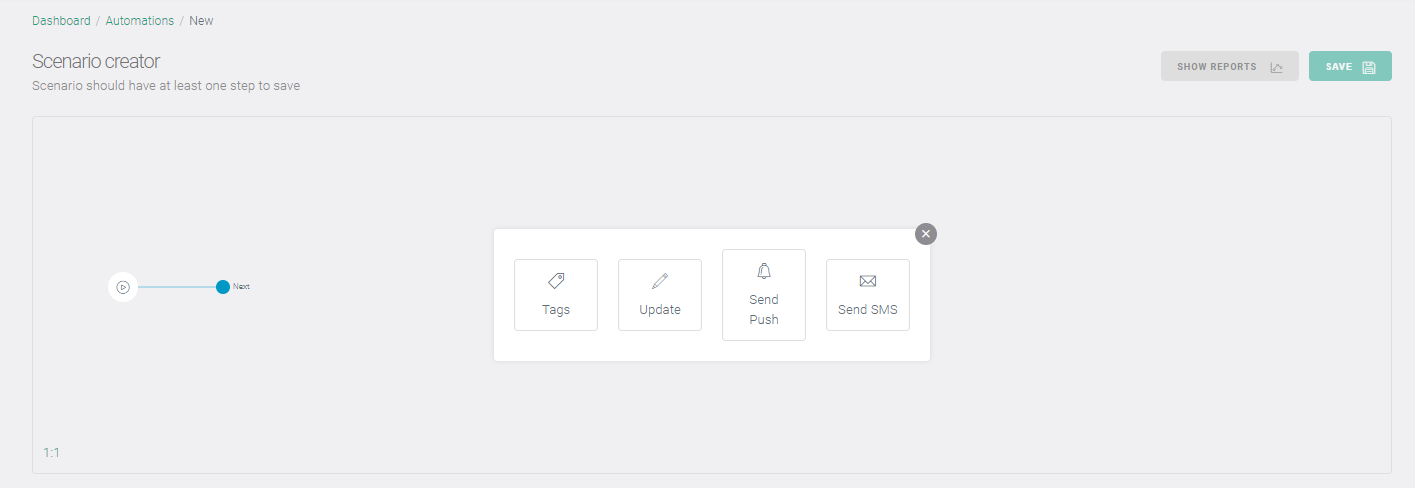 Dashboard / Automations / New
Scenario creator
Scenario should have at least one step to save
SHOW REPORTS
SAVE
Next
Tags
Update
Send
Push
Send SMS
1:1